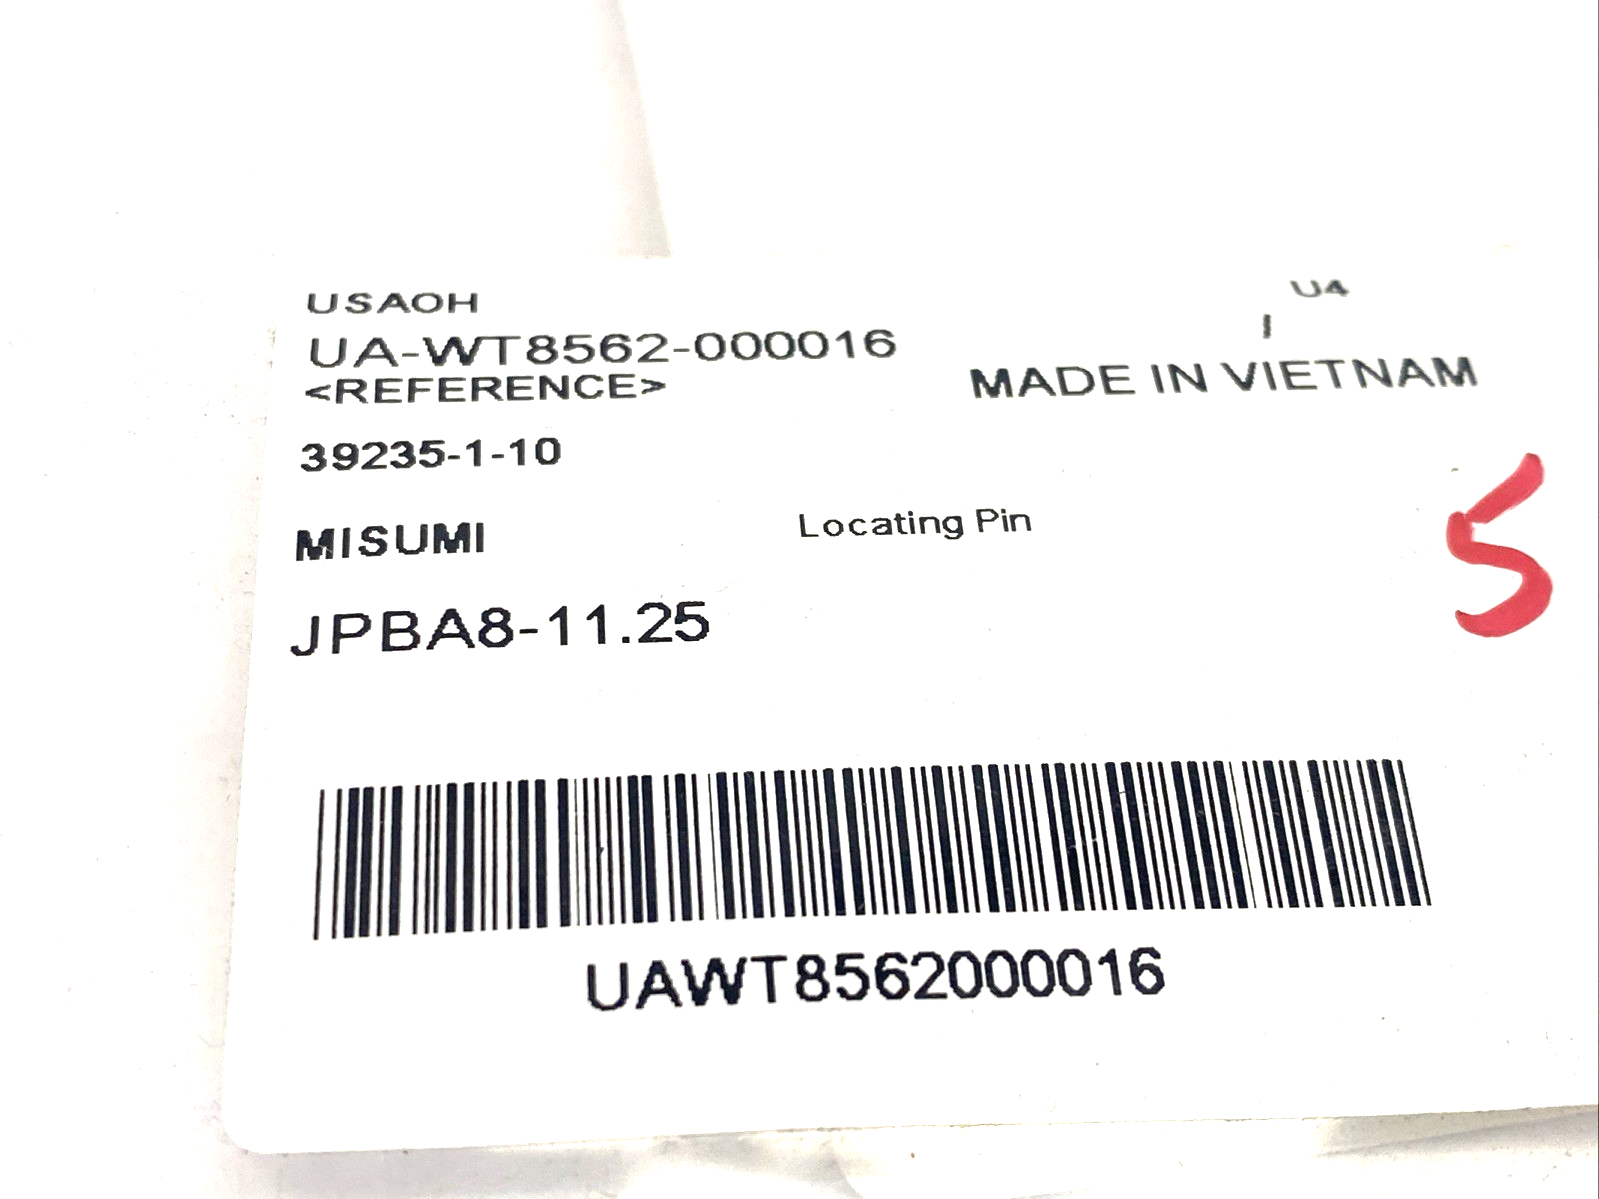 USAOH
U4
UA-WT8562-000016
I
<REFERENCE>
MADE IN VIETNAM
39235-1-10
MISUMI
Locating Pin
5
JPBA8-11.25
UAWT8562000016